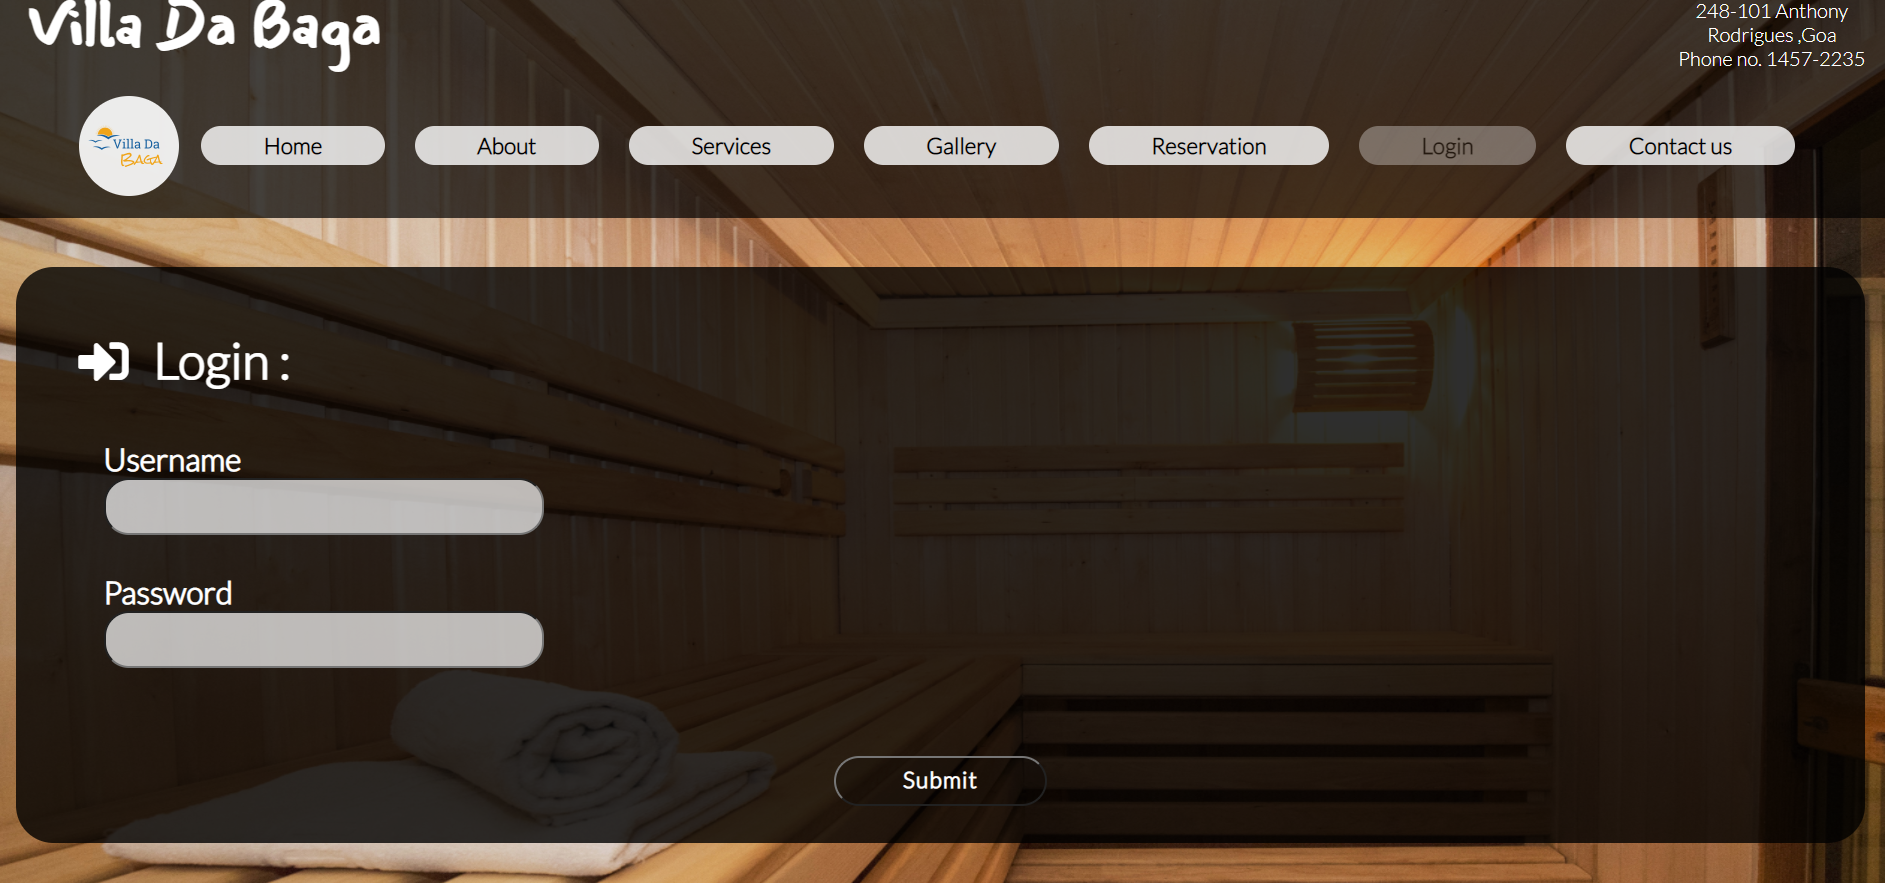 Villa Da Baga
248-101 Anthony
Rodrigues ,Goa
Phone no. 1457-2235
Villa Da
BAGA
Home
About
Services
Gallery
Reservation
Login
Contact us
Login :
Username
Password
Submit